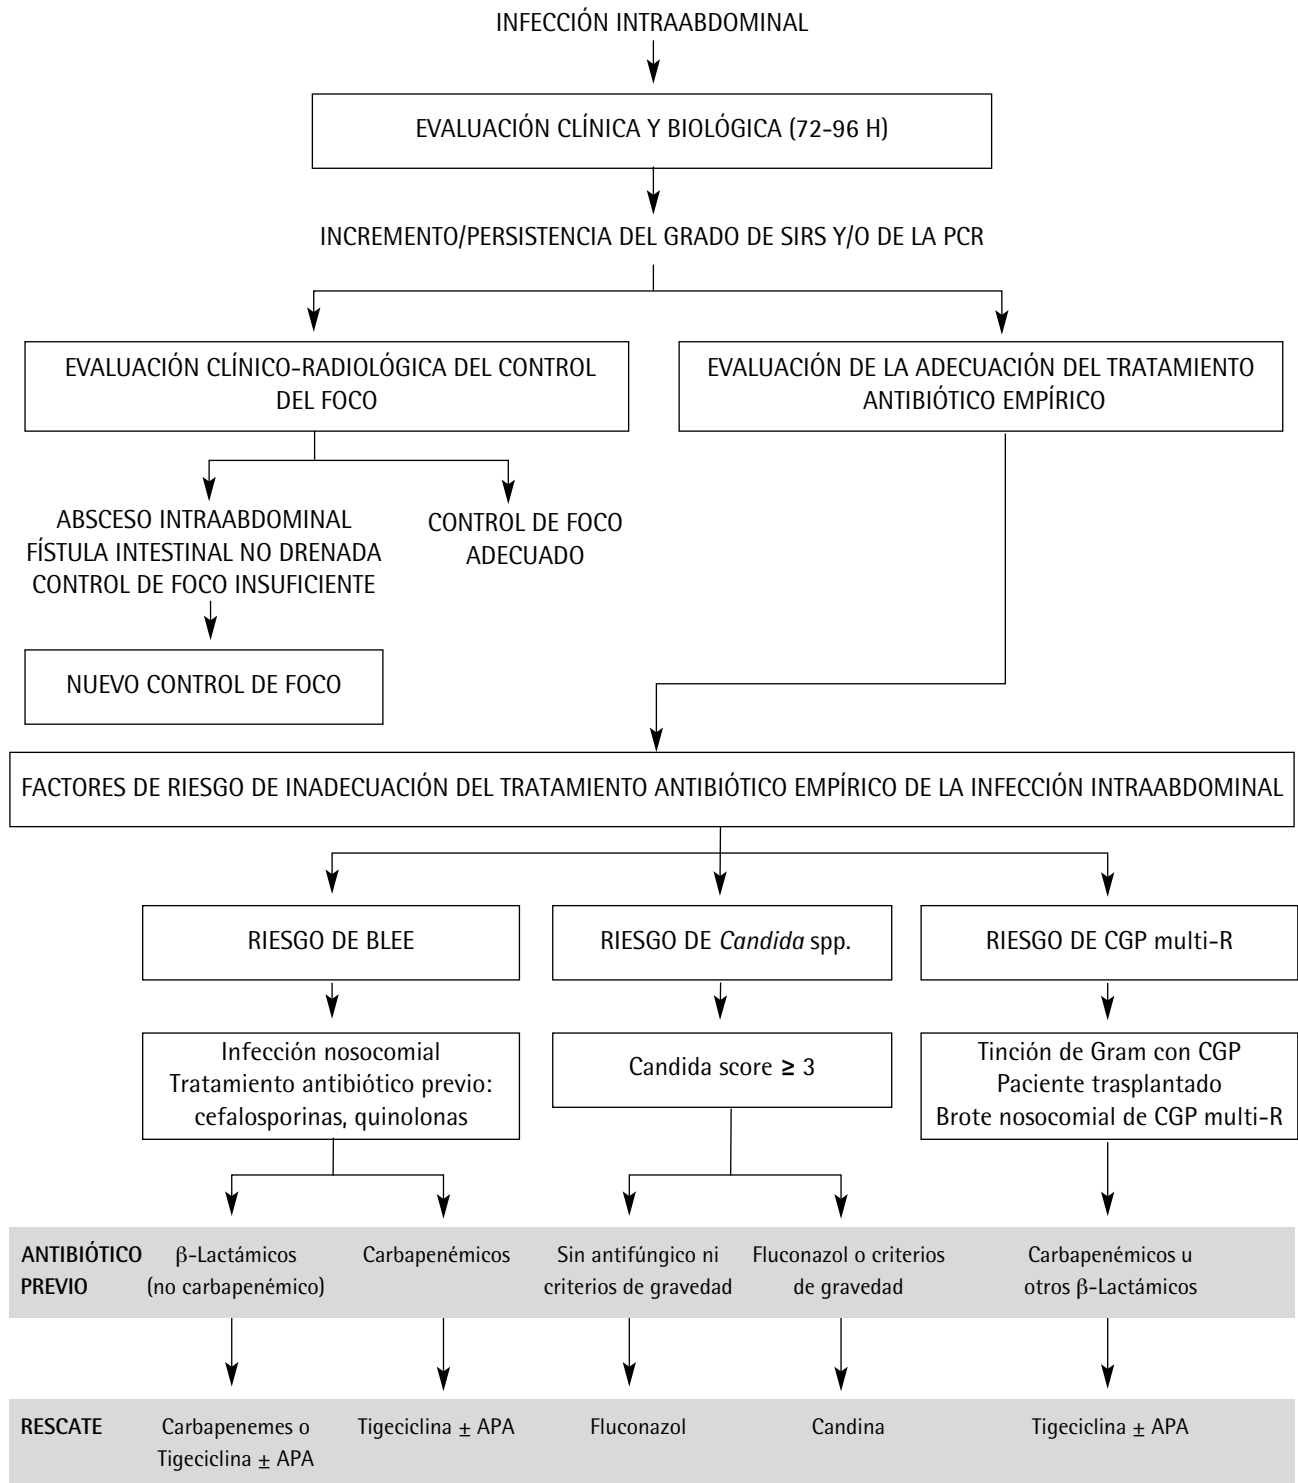 INFECCIÓN INTRAABDOMINAL
EVALUACIÓN CLÍNICA Y BIOLÓGICA (72-96 H)
INCREMENTO/PERSISTENCIA DEL GRADO DE SIRS Y/O DE LA PCR
EVALUACIÓN CLÍNICO-RADIOLÓGICA DEL CONTROL
DEL FOCO
EVALUACIÓN DE LA ADECUACIÓN DEL TRATAMIENTO
ANTIBIÓTICO EMPÍRICO
ABSCESO INTRAABDOMINAL
FÍSTULA INTESTINAL NO DRENADA
CONTROL DE FOCO INSUFICIENTE
CONTROL DE FOCO
ADECUADO
NUEVO CONTROL DE FOCO
FACTORES DE RIESGO DE INADECUACIÓN DEL TRATAMIENTO ANTIBIÓTICO EMPÍRICO DE LA INFECCIÓN INTRAABDOMINAL
RIESGO DE BLEE
RIESGO DE Candida spp.
RIESGO DE CGP multi-R
Infección nosocomial
Tratamiento antibiótico previo:
cefalosporinas, quinolonas
Candida score ≥ 3
Tinción de Gram con CGP
Paciente trasplantado
Brote nosocomial de CGP multi-R
ANTIBIÓTICO
PREVIO
β-Lactámicos
(no carbapenémico)
Carbapenémicos
Sin antifúngico ni
criterios de gravedad
Fluconazol o criterios
de gravedad
Carbapenémicos u
otros β-Lactámicos
RESCATE
Carbapenemes o
Tigeciclina ± APA
Tigeciclina ± APA
Fluconazol
Candina
Tigeciclina ± APA